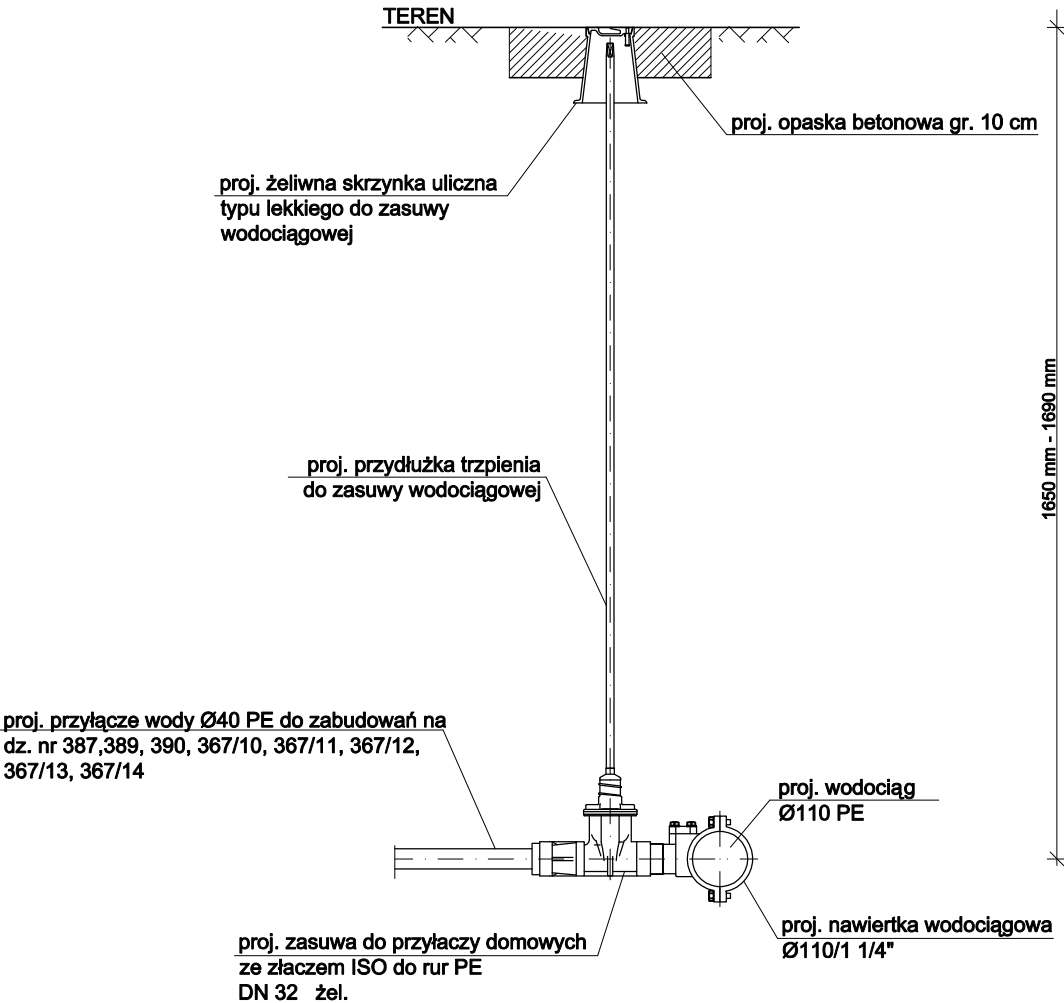 TEREN
proj. opaska betonowa gr. 10 cm
proj. żeliwna skrzynka uliczna
typu lekkiego do zasuwy
wodociągowej
1650 mm - 1690 mm
proj. przydłużka trzpienia
do zasuwy wodociągowej
proj. przyłącze wody Ø40 PE do zabudowań na
dz. nr 387,389, 390, 367/10, 367/11, 367/12,
367/13, 367/14
proj. wodociąg
Ø110 PE
proj. nawiertka wodociągowa
Ø110/1 1/4"
proj. zasuwa do przyłaczy domowych
ze złaczem ISO do rur PE
DN 32 żel.